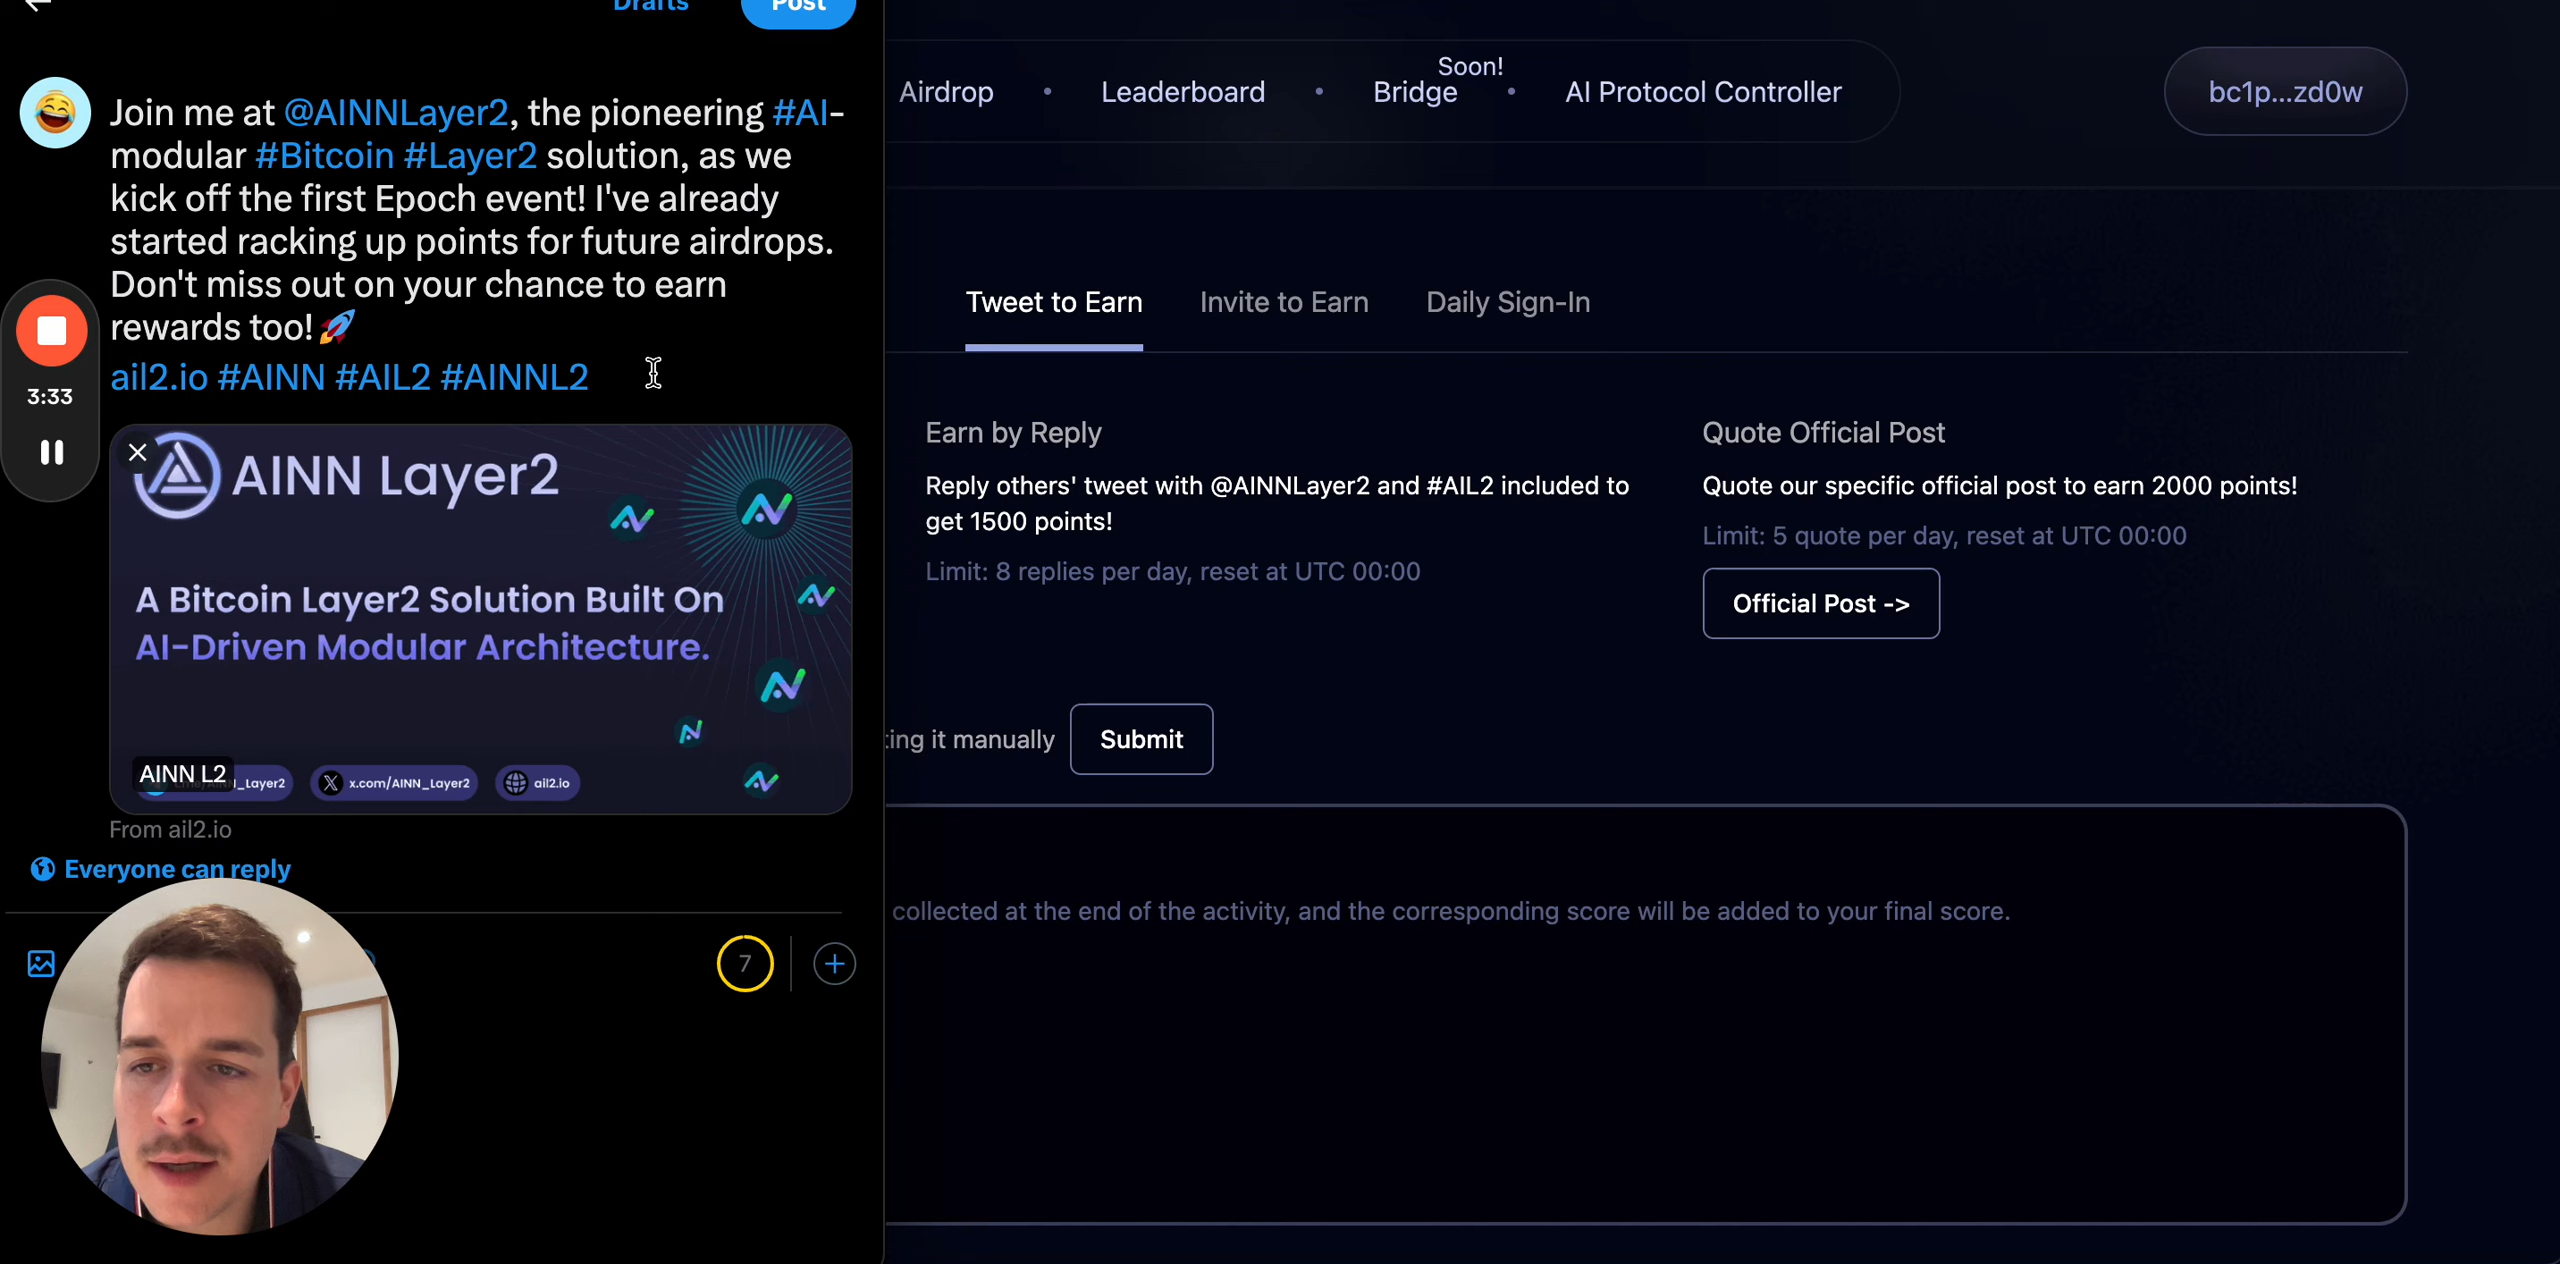 Drafts
Post
Join me at @AINNLayer2, the pioneering #AI-
modular #Bitcoin #Layer2 solution, as we
kick off the first Epoch event! I've already
started racking up points for future airdrops.
Don't miss out on your chance to earn
rewards too!🚀
ail2.io #AINN #AIL2 #AINNL2
3:33
AINN Layer2
A Bitcoin Layer2 Solution Built On
AI-Driven Modular Architecture.
AINN L2
_Layer2
x.com/AINN_Layer2
ail2.io
From ail2.io
Everyone can reply
7
Airdrop
•
Leaderboard
•
Soon!
Bridge
•
AI Protocol Controller
bc1p...zd0w
Tweet to Earn
Invite to Earn
Daily Sign-In
Earn by Reply
Reply others' tweet with @AINNLayer2 and #AIL2 included to
get 1500 points!
Limit: 8 replies per day, reset at UTC 00:00
Quote Official Post
Quote our specific official post to earn 2000 points!
Limit: 5 quote per day, reset at UTC 00:00
Official Post ->
ting it manually
Submit
collected at the end of the activity, and the corresponding score will be added to your final score.